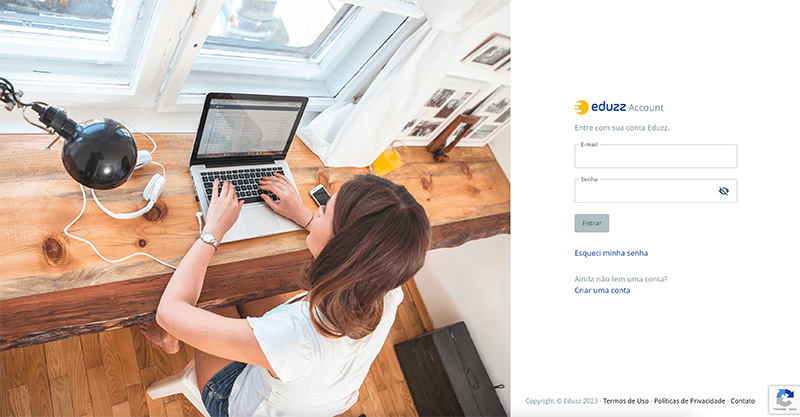 eduzz Account
Entre com sua conta Eduzz.
E-mail
Senha
Entrar
Esqueci minha senha
Ainda não tem uma conta?
Criar uma conta
Copyright © Eduzz 2023 · Termos de Uso · Políticas de Privacidade · Contato